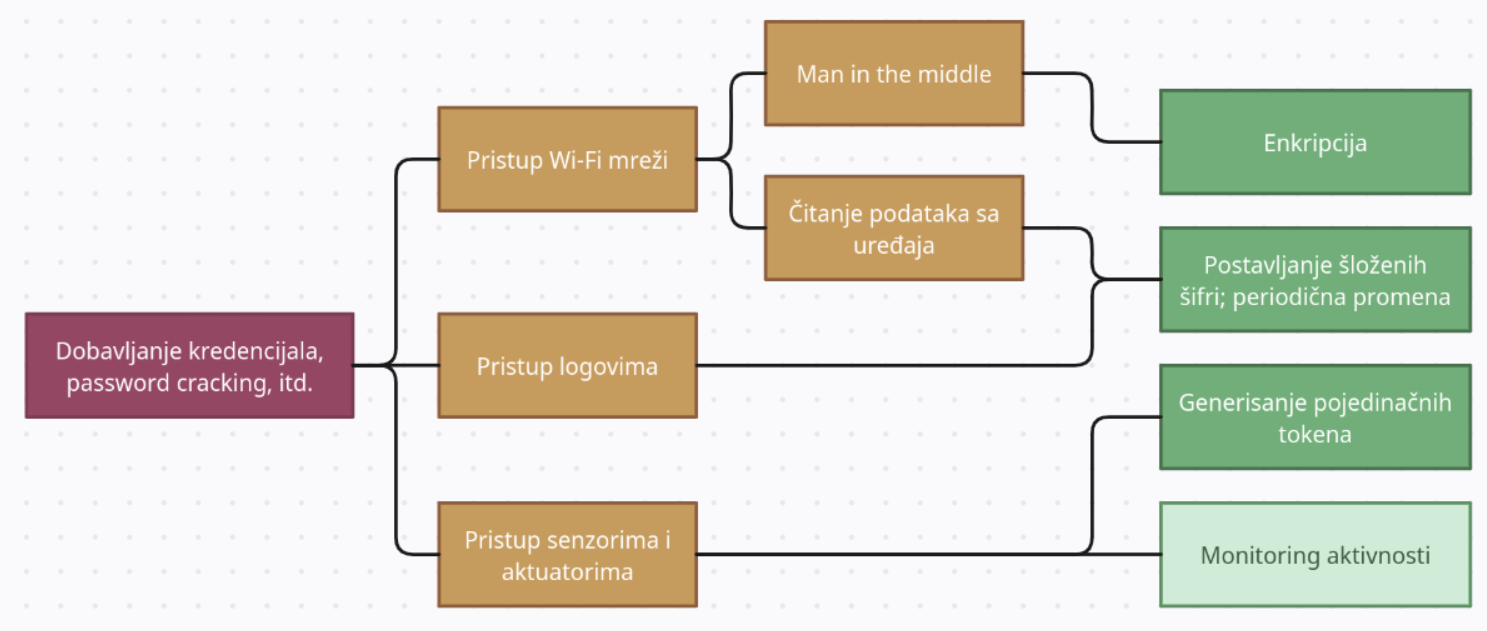 Man in the middle
Enkripcija
Pristup Wi-Fi mreži
Čitanje podataka sa
uređaja
Postavljanje šloženih
šifri; periodična promena
Dobavljanje kredencijala,
password cracking, itd.
Pristup logovima
Generisanje pojedinačnih
tokena
Pristup senzorima i
aktuatorima
Monitoring aktivnosti